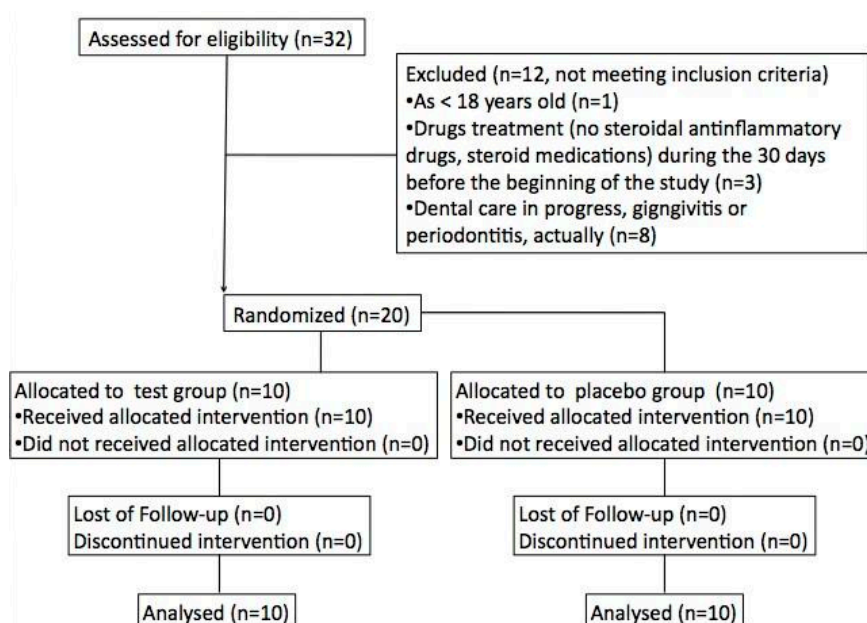 Assessed for eligibility (n=32)
Excluded (n=12, not meeting inclusion criteria)
•As < 18 years old (n=1)
•Drugs treatment (no steroidal antinflammatory
drugs, steroid medications) during the 30 days
before the beginning of the study (n=3)
•Dental care in progress, gigngivitis or
periodontitis, actually (n=8)
Randomized (n=20)
Allocated to  test group (n=10)
•Received allocated intervention (n=10)
•Did not received allocated intervention (n=0)
Allocated to  placebo group  (n=10)
•Received allocated intervention (n=10)
•Did not received allocated intervention (n=0)
Lost of Follow-up (n=0)
Discontinued intervention (n=0)
Lost of Follow-up (n=0)
Discontinued intervention (n=0)
Analysed (n=10)
Analysed (n=10)